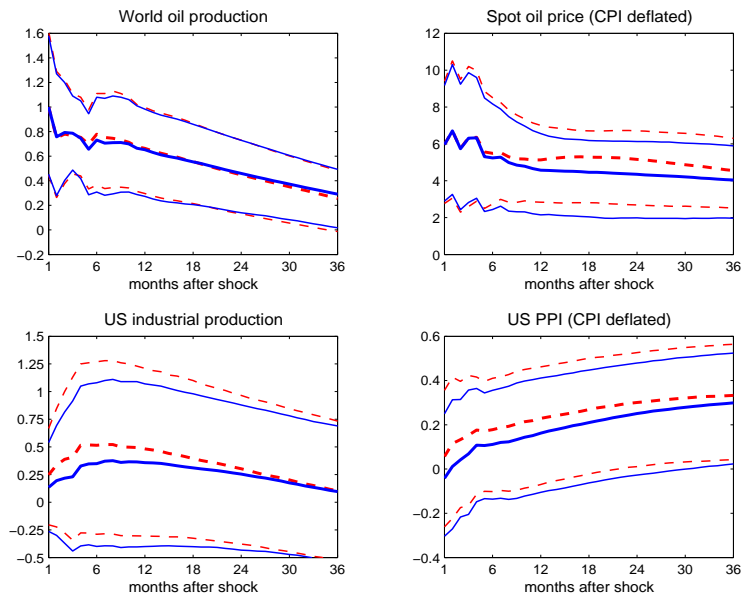 World oil production
1.6
1.4
1.2
1
0.8
0.6
0.4
0.2
0
−0.2
1 6 12 18 24 30 36
months after shock
Spot oil price (CPI deflated)
12
10
8
6
4
2
0
1 6 12 18 24 30 36
months after shock
US industrial production
1.5
1.25
1
0.75
0.5
0.25
0
−0.25
−0.5
1 6 12 18 24 30 36
months after shock
US PPI (CPI deflated)
0.6
0.4
0.2
0
−0.2
−0.4
1 6 12 18 24 30 36
months after shock